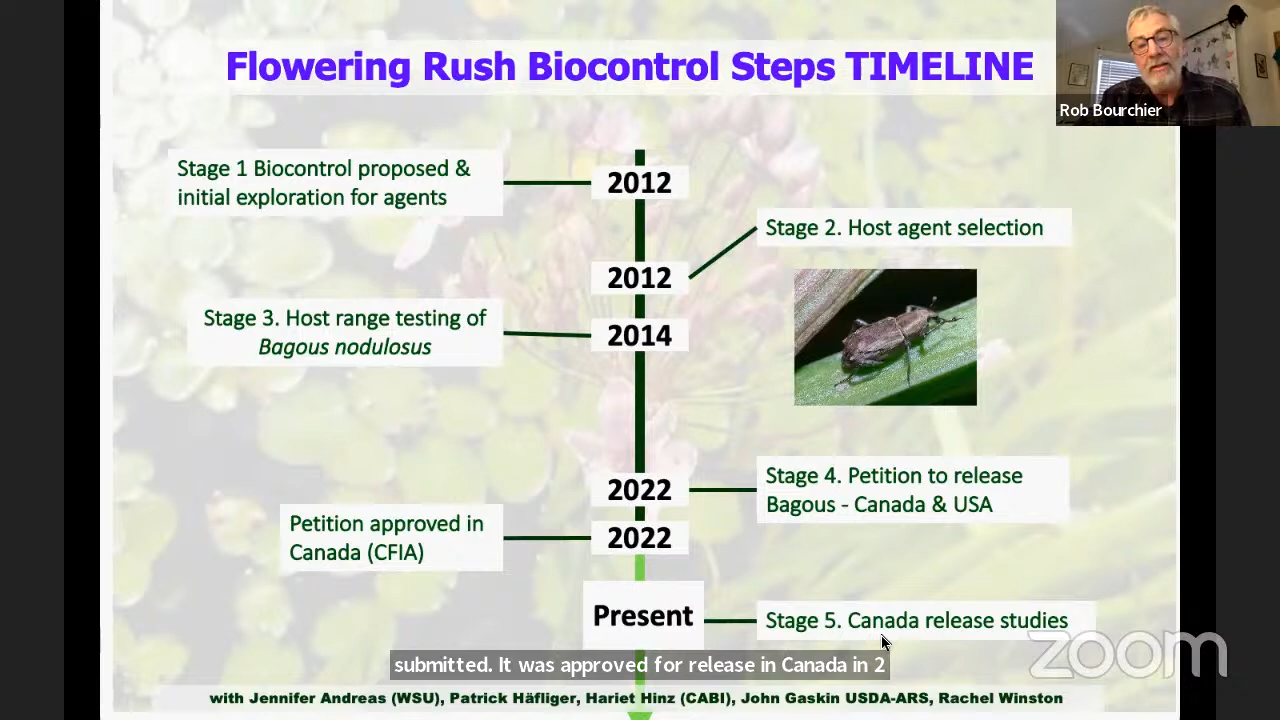 Flowering Rush Biocontrol Steps TIMELINE
Rob Bourchier
Stage 1 Biocontrol proposed &
initial exploration for agents
2012
Stage 2. Host agent selection
2012
Stage 3. Host range testing of
Bagous nodulosus
2014
2022
Stage 4. Petition to release
Bagous - Canada & USA
Petition approved in
Canada (CFIA)
2022
Present
Stage 5. Canada release studies
zoom
submitted. It was approved for release in Canada in 2
with Jennifer Andreas (WSU), Patrick Häfliger, Hariet Hinz (CABI), John Gaskin USDA-ARS, Rachel Winston